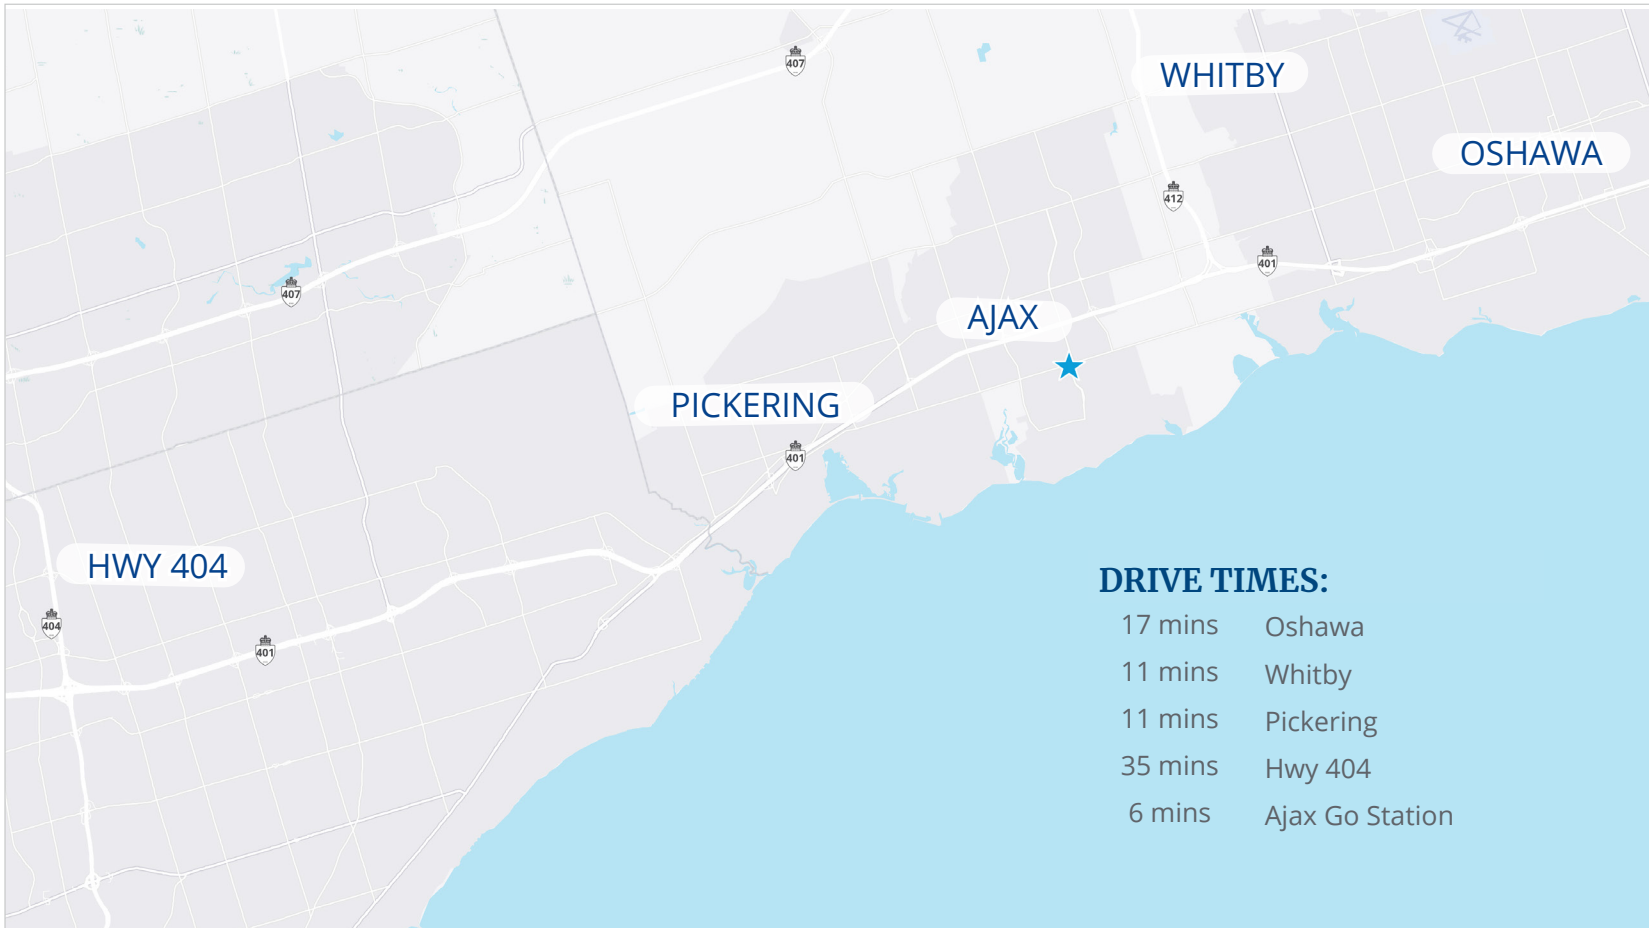 407
WHITBY
OSHAWA
412
401
407
AJAX
PICKERING
401
HWY 404
404
401
DRIVE TIMES:
17 mins Oshawa
11 mins Whitby
11 mins Pickering
35 mins Hwy 404
6 mins Ajax Go Station